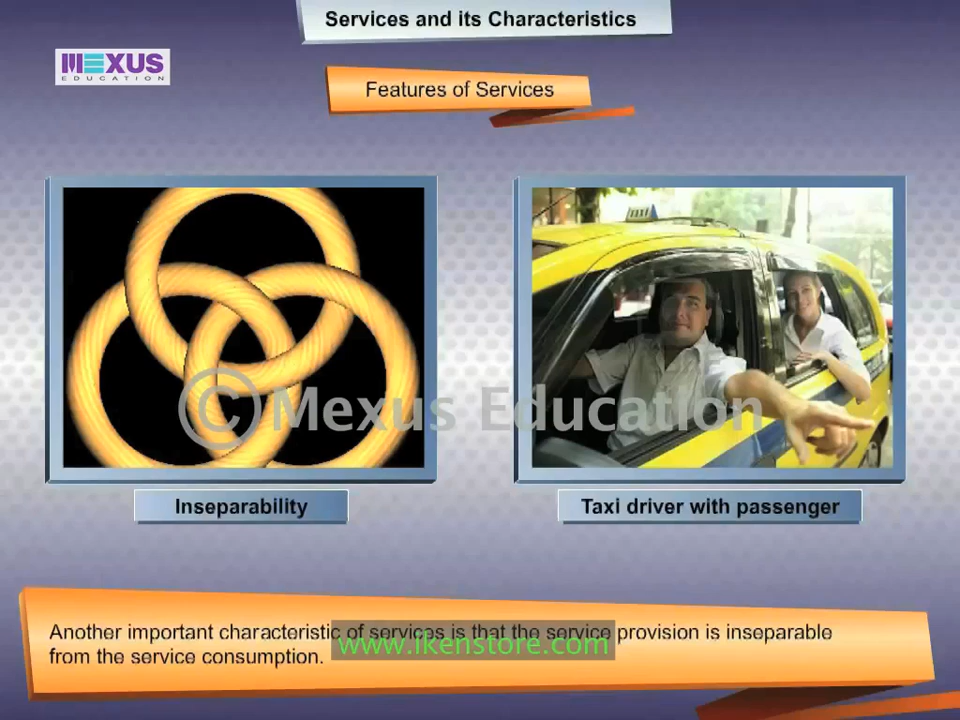 Services and its Characteristics
MEXUS
EDUCATION
Features of Services
TAXI
© Mexus Education
Inseparability
Taxi driver with passenger
Another important characteristic of services is that the service provision is inseparable
from the service consumption.
www.ikenstore.com